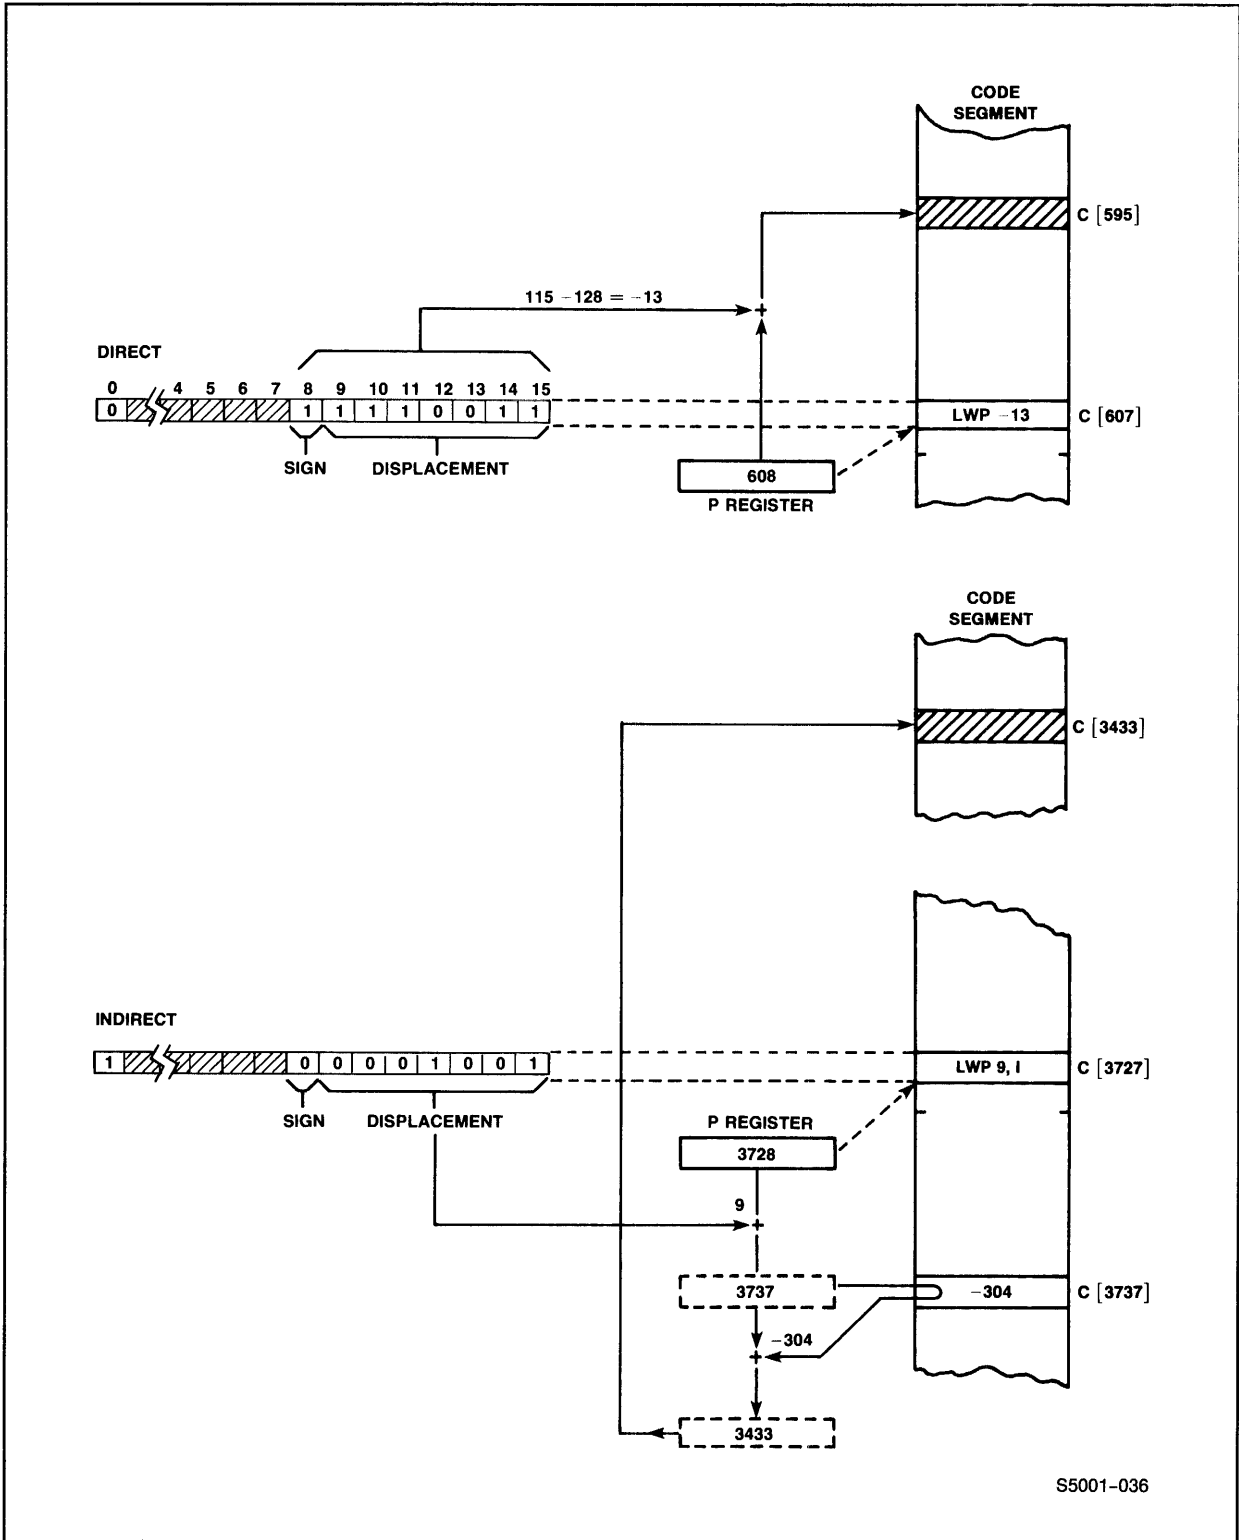 CODE
SEGMENT
C [595]
115 -128 = -13
DIRECT
0 4 5 6 7 8 9 10 11 12 13 14 15
0 1 1 1 1 0 0 1 1
LWP -13 C [607]
SIGN DISPLACEMENT
608
P REGISTER
CODE
SEGMENT
C [3433]
INDIRECT
1 0 0 0 0 1 0 0 1
LWP 9, I C [3727]
SIGN DISPLACEMENT
P REGISTER
3728
9
3737
-304 C [3737]
-304
3433
S5001-036